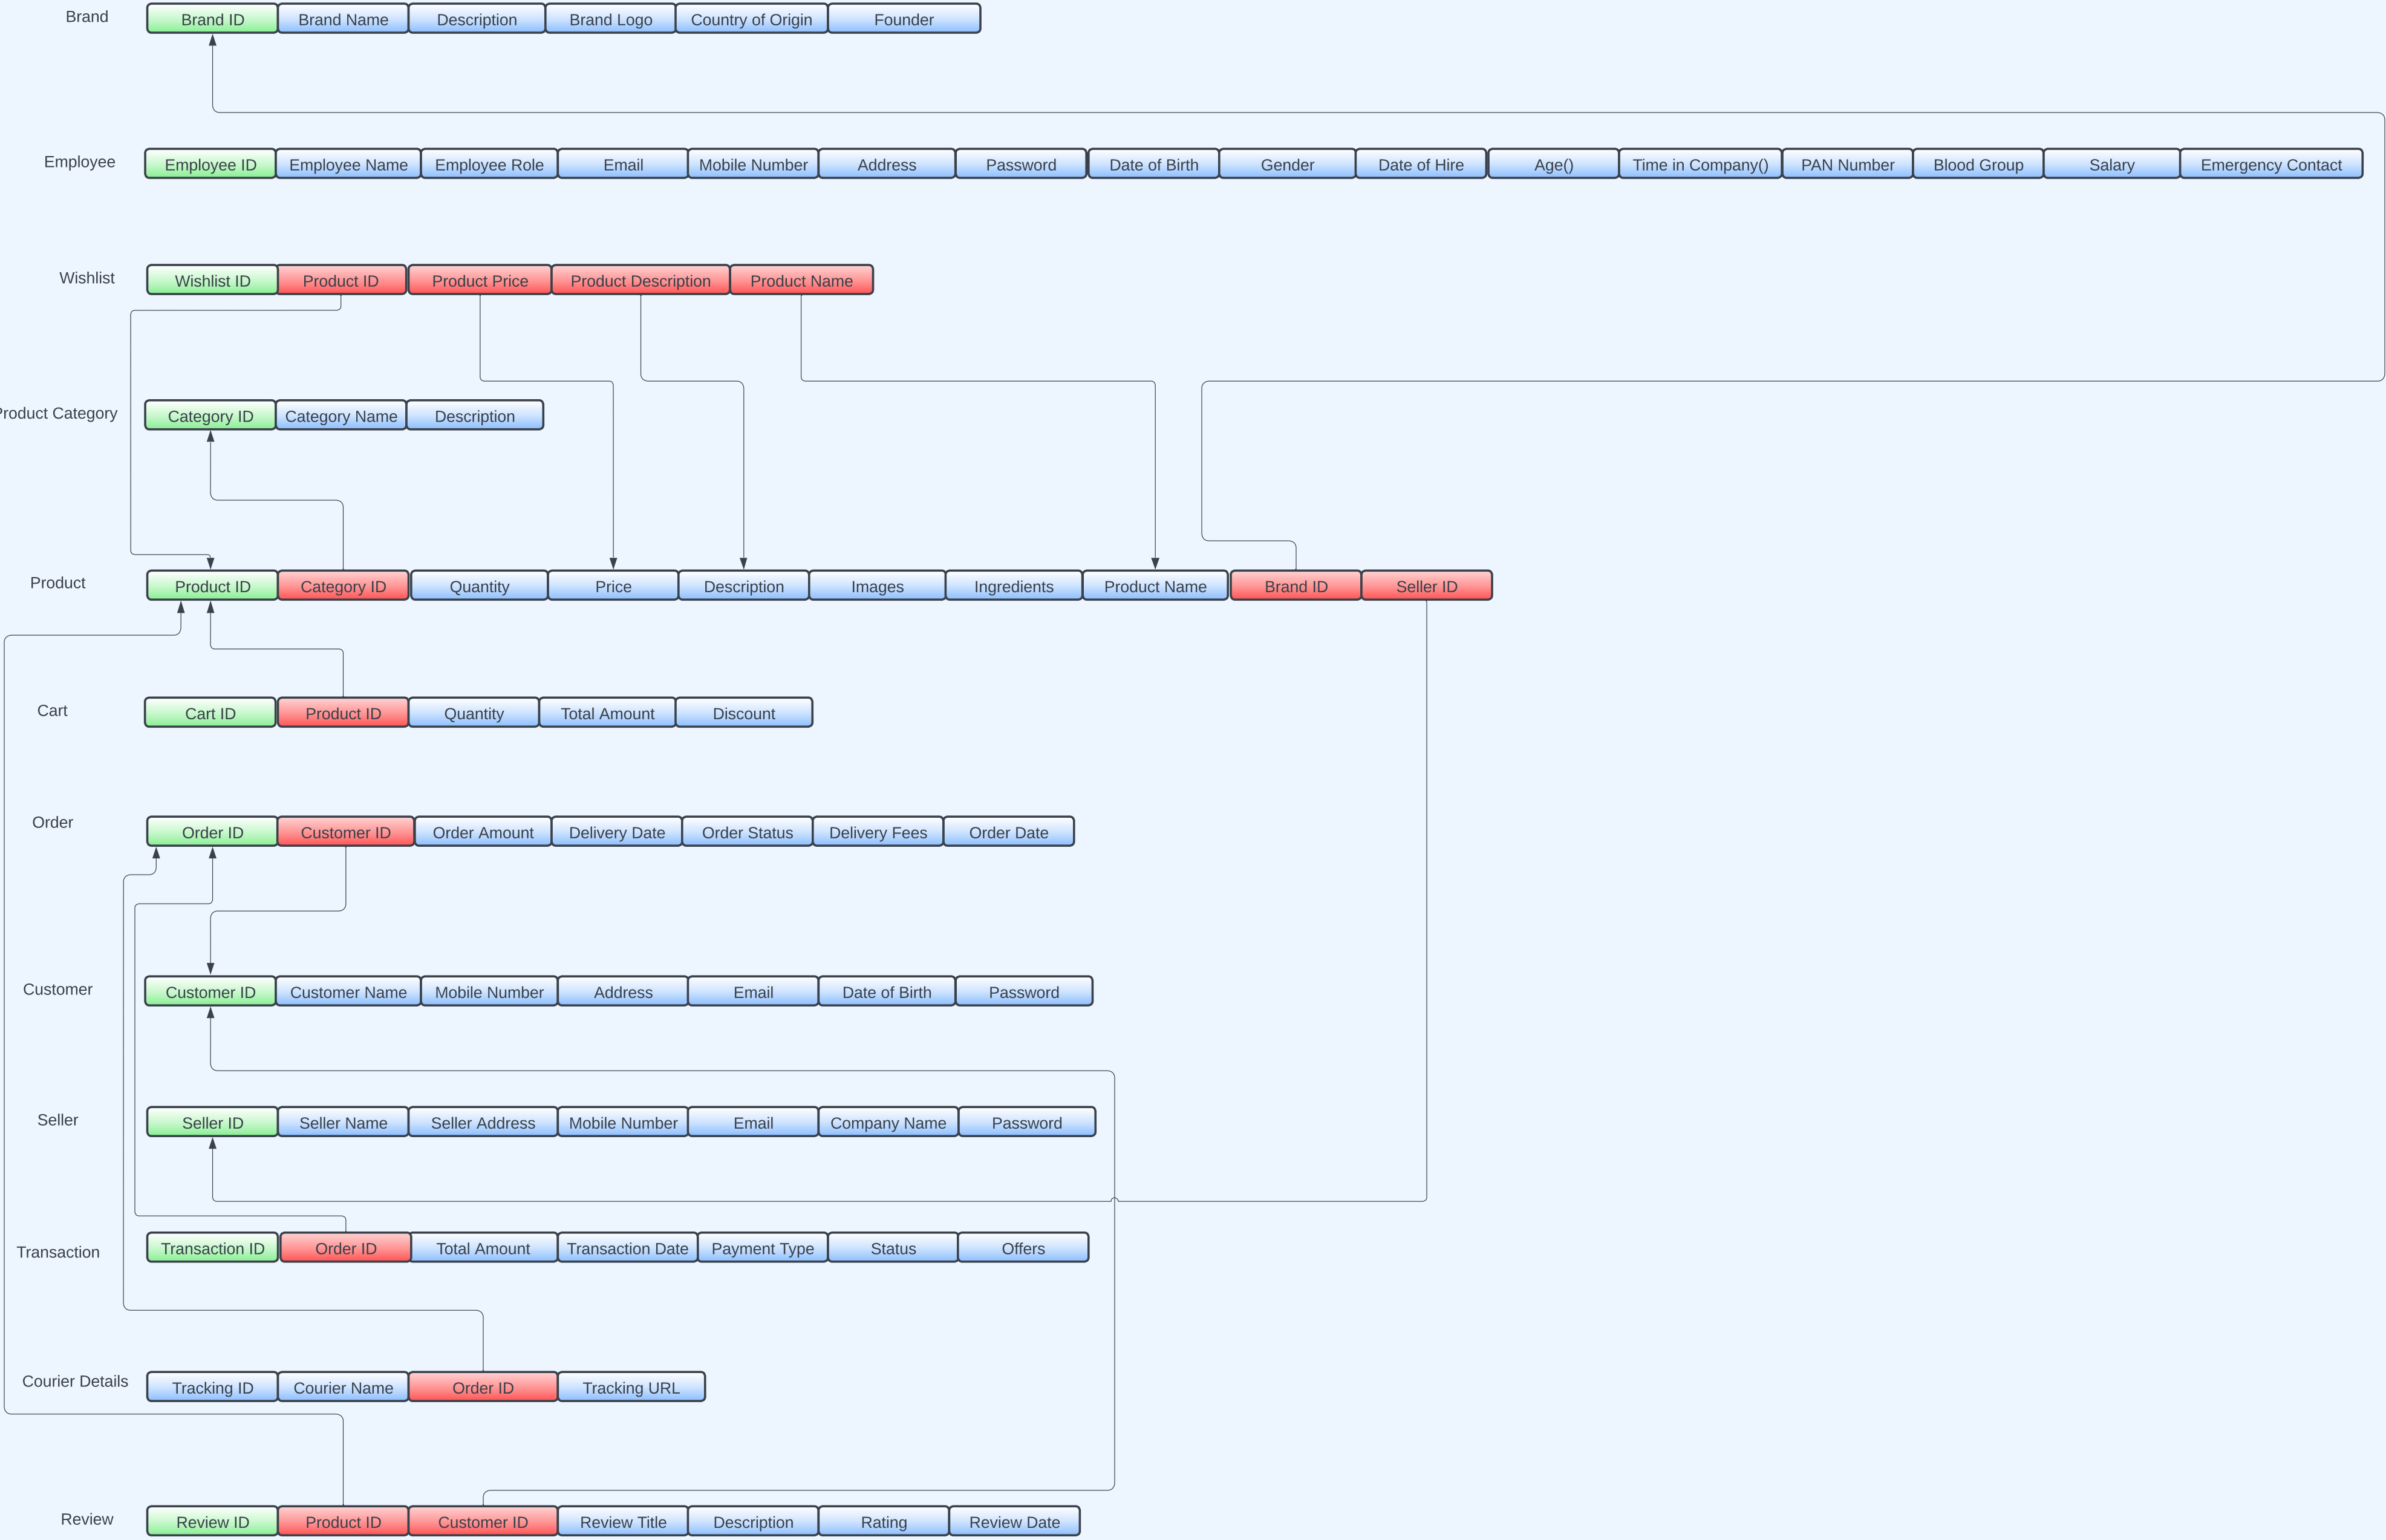 Brand Brand ID Brand Name Description Brand Logo Country of Origin Founder
Employee Employee ID Employee Name Employee Role Email Mobile Number Address Password Date of Birth Gender Date of Hire Age() Time in Company() PAN Number Blood Group Salary Emergency Contact
Wishlist Wishlist ID Product ID Product Price Product Description Product Name
Product Category Category ID Category Name Description
Product Product ID Category ID Quantity Price Description Images Ingredients Product Name Brand ID Seller ID
Cart Cart ID Product ID Quantity Total Amount Discount
Order Order ID Customer ID Order Amount Delivery Date Order Status Delivery Fees Order Date
Customer Customer ID Customer Name Mobile Number Address Email Date of Birth Password
Seller Seller ID Seller Name Seller Address Mobile Number Email Company Name Password
Transaction Transaction ID Order ID Total Amount Transaction Date Payment Type Status Offers
Courier Details Tracking ID Courier Name Order ID Tracking URL
Review Review ID Product ID Customer ID Review Title Description Rating Review Date